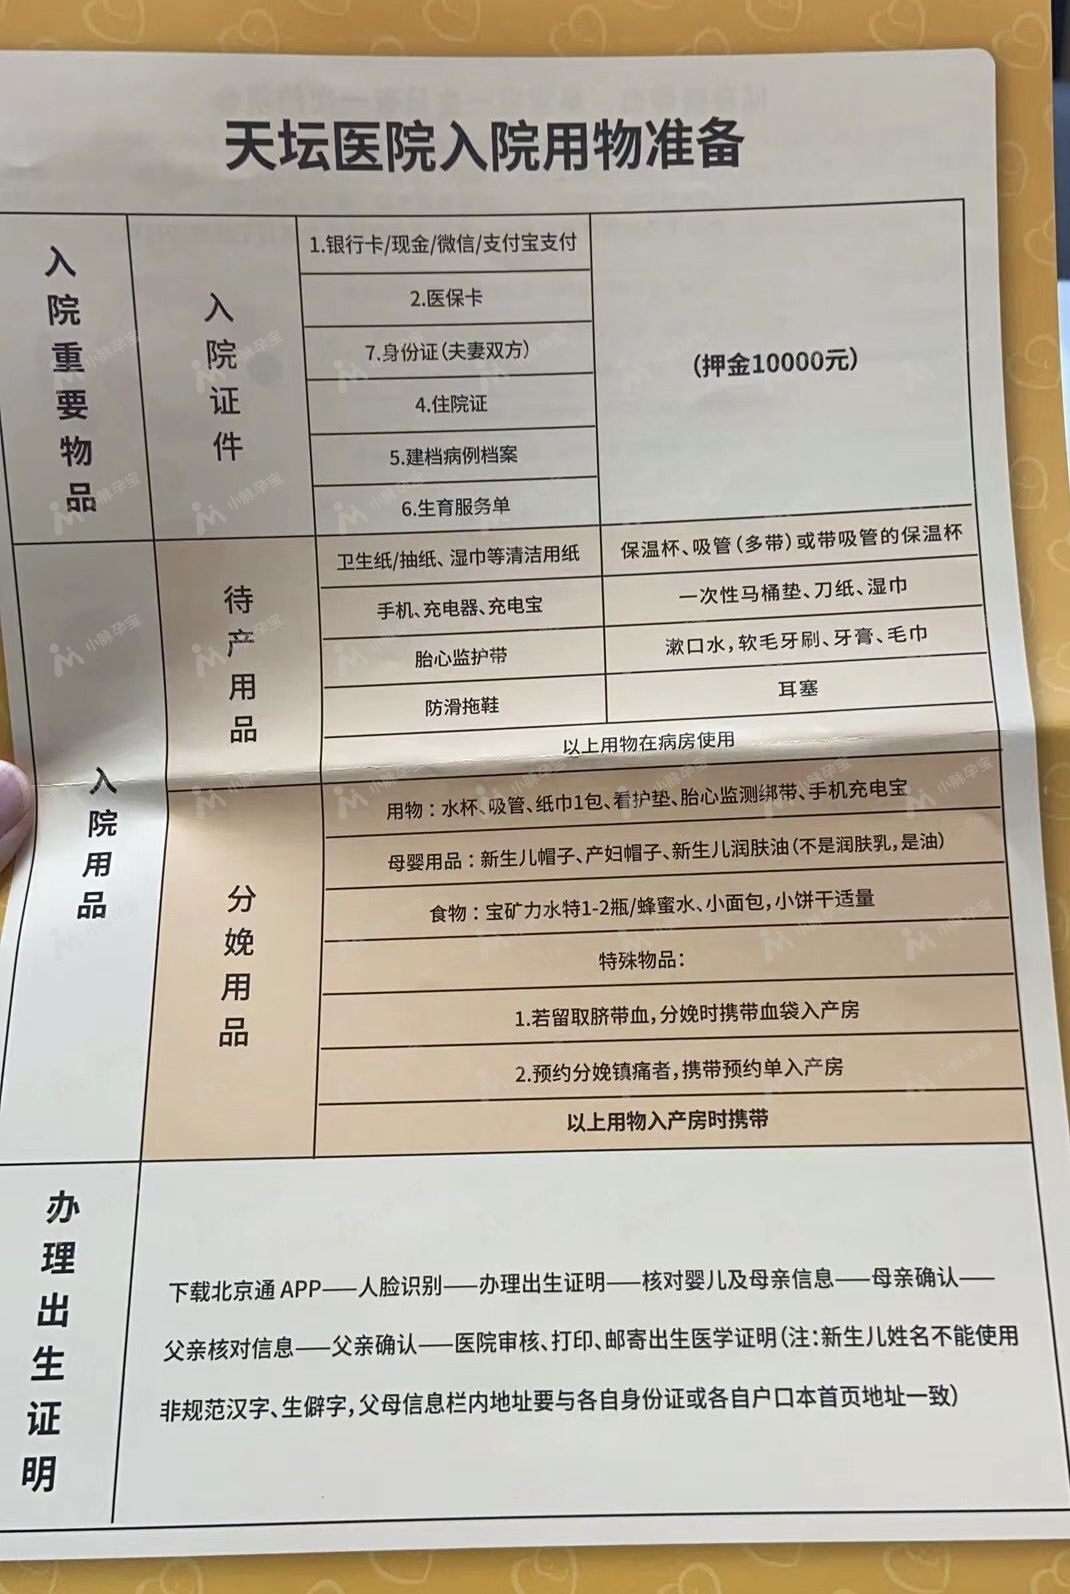 天坛医院入院用物准备
入院重要物品
入院证件
1.银行卡/现金/微信/支付宝支付
2.医保卡
7.身份证(夫妻双方)
4.住院证
5.建档病例档案
6.生育服务单
(押金10000元)
入院用品
待产用品
卫生纸/抽纸、湿巾等清洁用纸
保温杯、吸管(多带)或带吸管的保温杯
手机、充电器、充电宝
一次性马桶垫、刀纸、湿巾
胎心监护带
漱口水,软毛牙刷、牙膏、毛巾
防滑拖鞋
耳塞
以上用物在病房使用
分娩用品
用物：水杯、吸管、纸巾1包、看护垫、胎心监测绑带、手机充电宝
母婴用品：新生儿帽子、产妇帽子、新生儿润肤油(不是润肤乳,是油)
食物：宝矿力水特1-2瓶/蜂蜜水、小面包,小饼干适量
特殊物品：
1.若留取脐带血,分娩时携带血袋入产房
2.预约分娩镇痛者,携带预约单入产房
以上用物入产房时携带
办理出生证明
下载北京通 APP——人脸识别——办理出生证明——核对婴儿及母亲信息——母亲确认——
父亲核对信息——父亲确认——医院审核、打印、邮寄出生医学证明(注:新生儿姓名不能使用
非规范汉字、生僻字,父母信息栏内地址要与各自身份证或各自户口本首页地址一致)
小脉孕宝